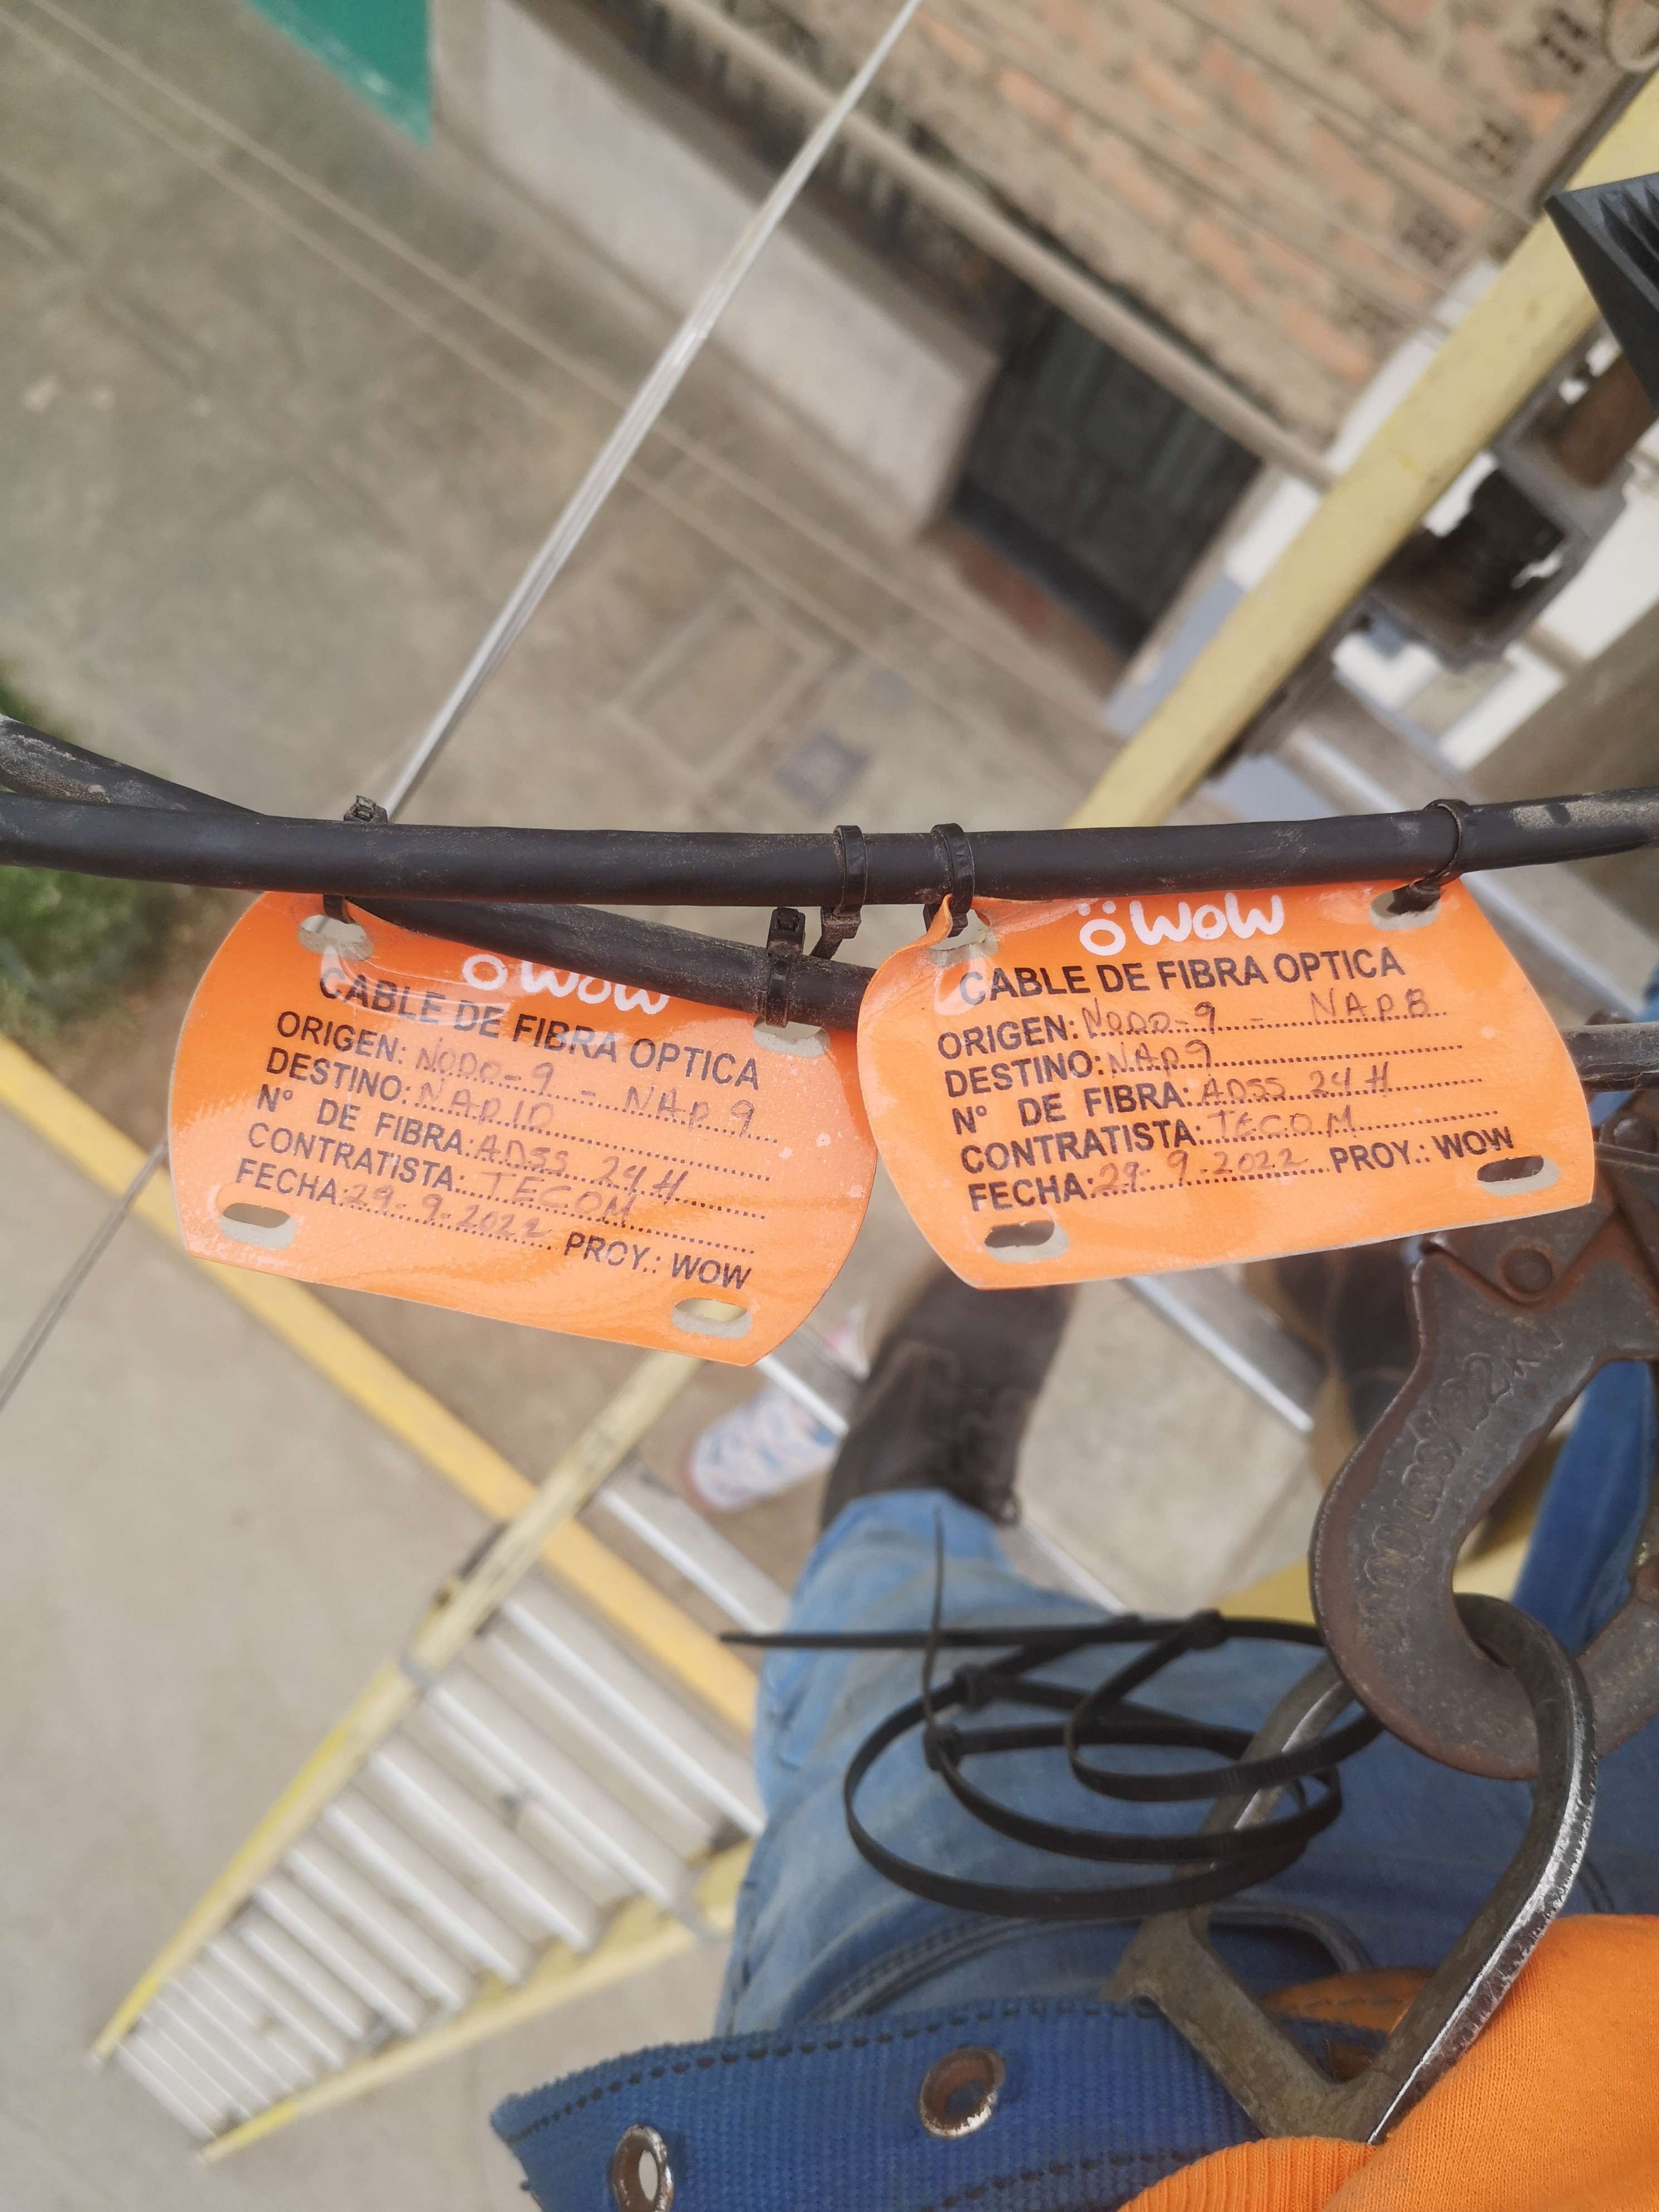 WOW
CABLE DE FIBRA OPTICA
ORIGEN: NODO-9 - NAP 9
DESTINO: NAP 10
N° DE FIBRA: ADSS 24 H
CONTRATISTA: TECOM
FECHA: 29-9-2022 PROY.: WOW
WOW
CABLE DE FIBRA OPTICA
ORIGEN: NODO-9 - NAP 8
DESTINO: NAP 9
N° DE FIBRA: ADSS 24 H
CONTRATISTA: TECOM
FECHA: 29-9-2022 PROY.: WOW